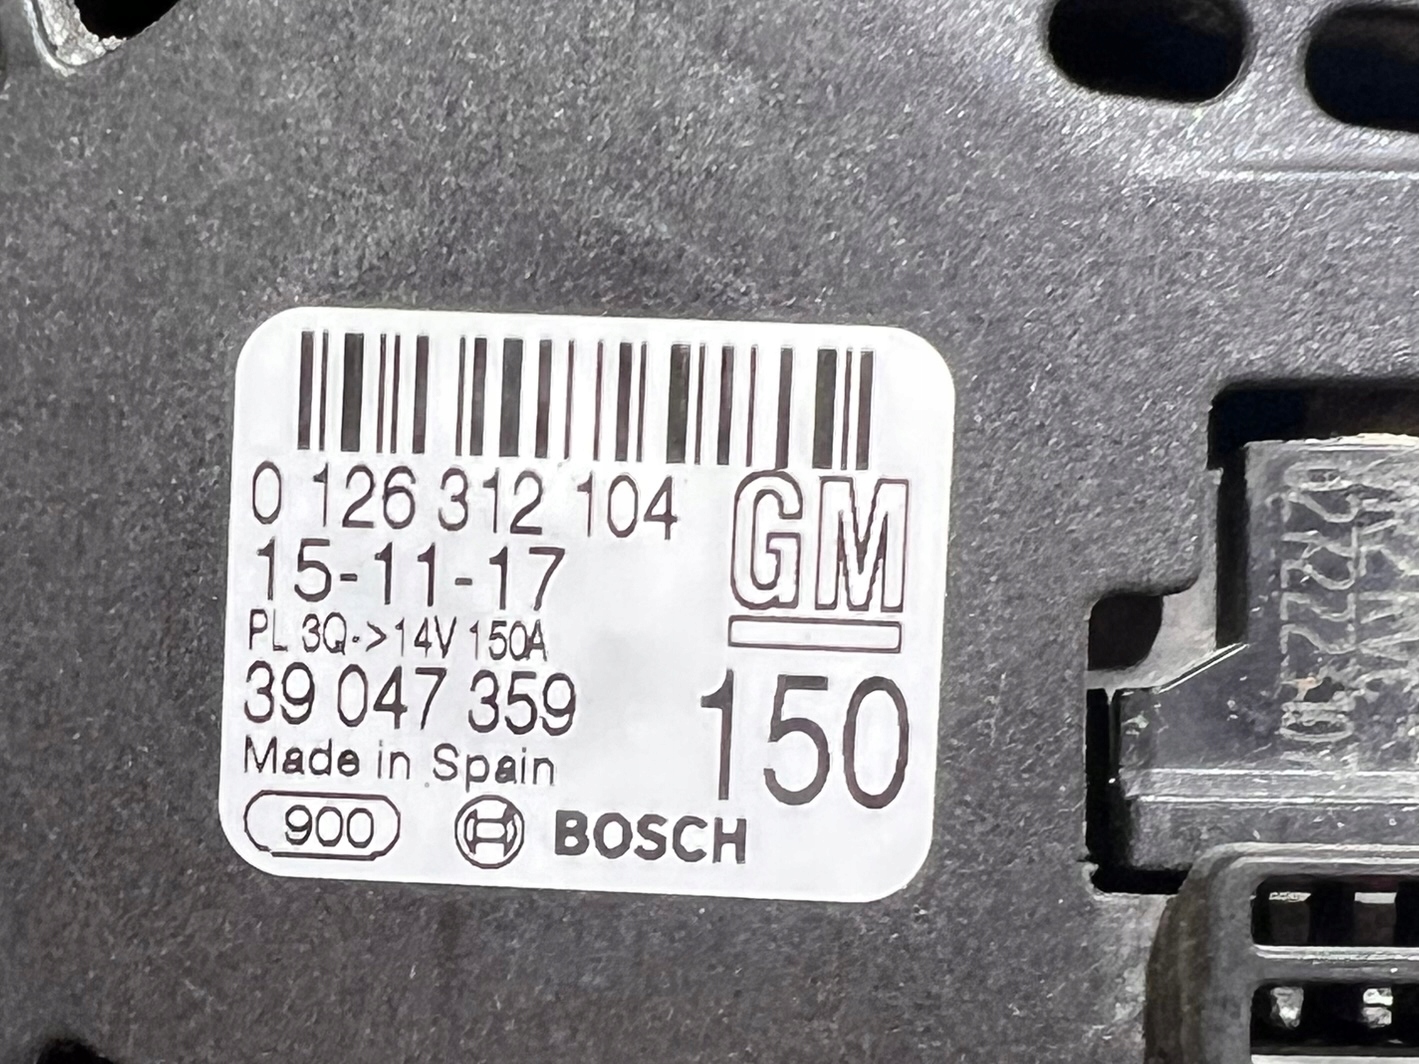 0 126 312 104
GM
15-11-17
PL 3Q->14V 150A
39 047 359
150
Made in Spain
900
BOSCH